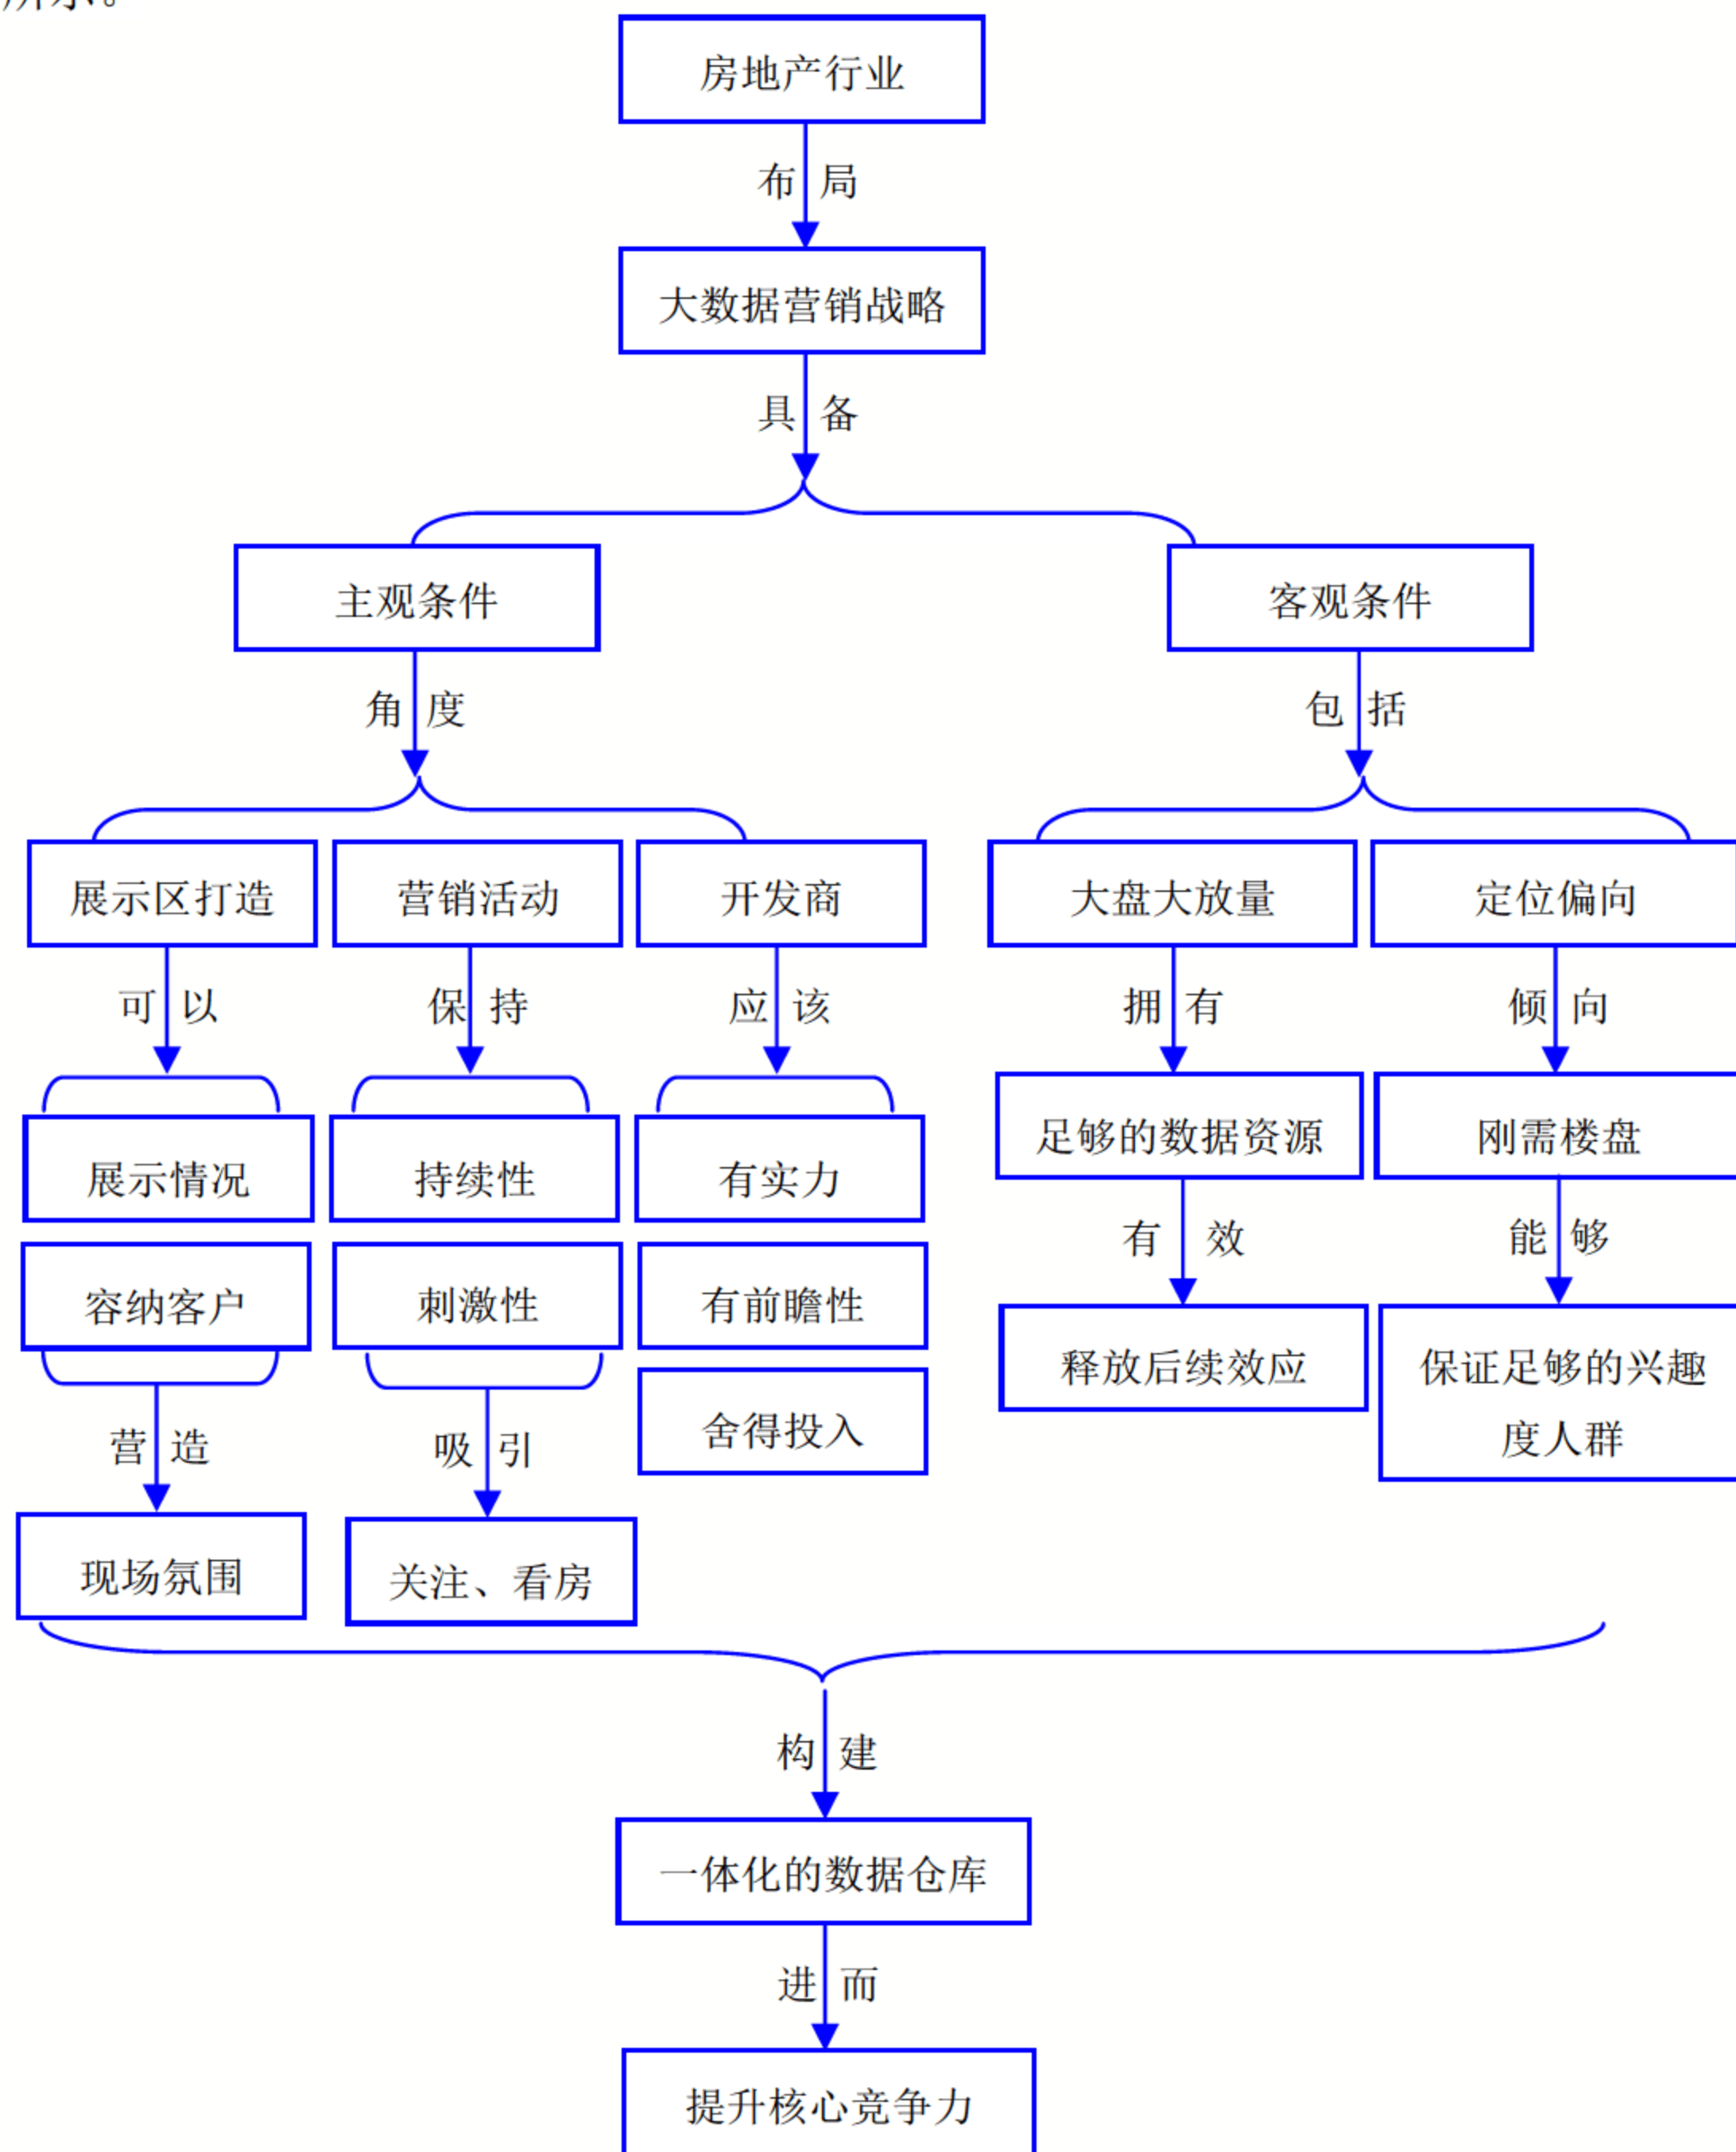 所示。
房地产行业
布局
大数据营销战略
具备
主观条件
客观条件
角度
包括
展示区打造
营销活动
开发商
大盘大放量
定位偏向
可以
保持
应该
拥有
倾向
展示情况
持续性
有实力
足够的数据资源
刚需楼盘
容纳客户
刺激性
有前瞻性
有效
能够
舍得投入
释放后续效应
保证足够的兴趣
度人群
营造
吸引
现场氛围
关注、看房
构建
一体化的数据仓库
进而
提升核心竞争力